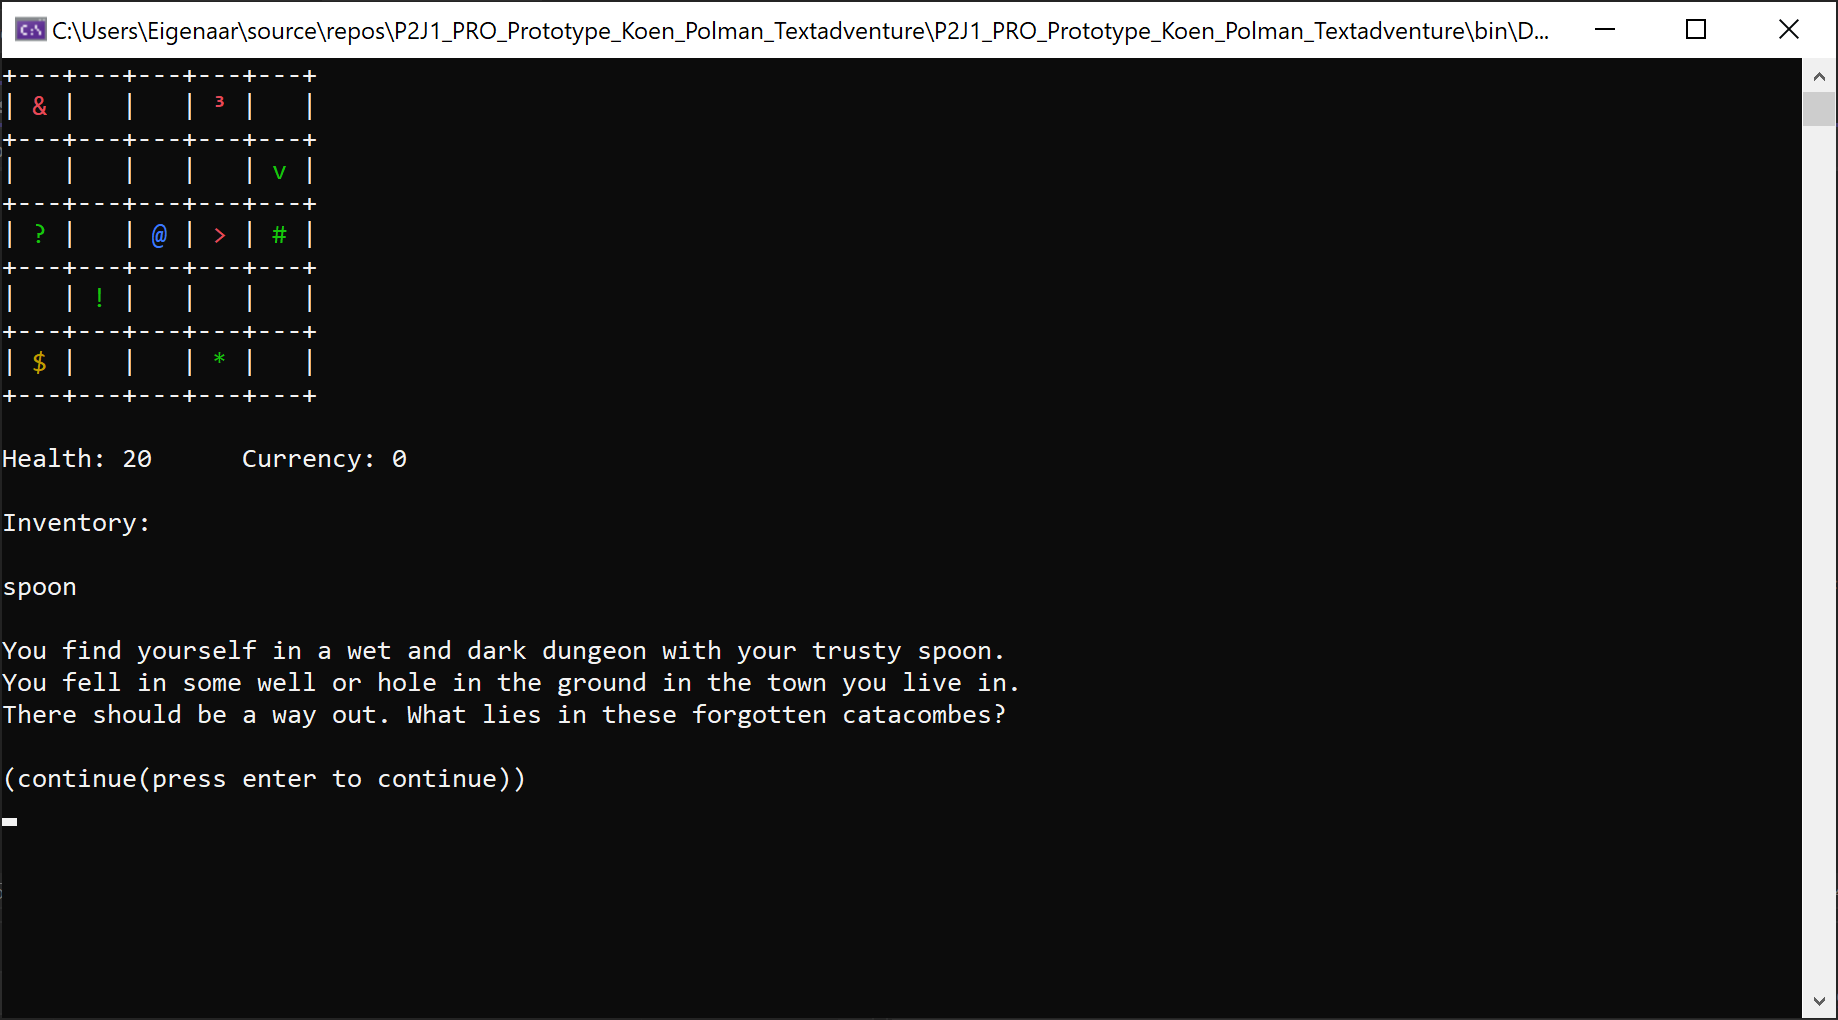 C:\Users\Eigenaar\source\repos\P2J1_PRO_Prototype_Koen_Polman_Textadventure\P2J1_PRO_Prototype_Koen_Polman_Textadventure\bin\D...
+---+---+---+---+---+
| & |   |   | ³ |   |
+---+---+---+---+---+
|   |   |   |   | v |
+---+---+---+---+---+
| ? |   | @ | > | # |
+---+---+---+---+---+
|   | ! |   |   |   |
+---+---+---+---+---+
| $ |   |   | * |   |
+---+---+---+---+---+
Health: 20      Currency: 0
Inventory:
spoon
You find yourself in a wet and dark dungeon with your trusty spoon.
You fell in some well or hole in the ground in the town you live in.
There should be a way out. What lies in these forgotten catacombes?
(continue(press enter to continue))